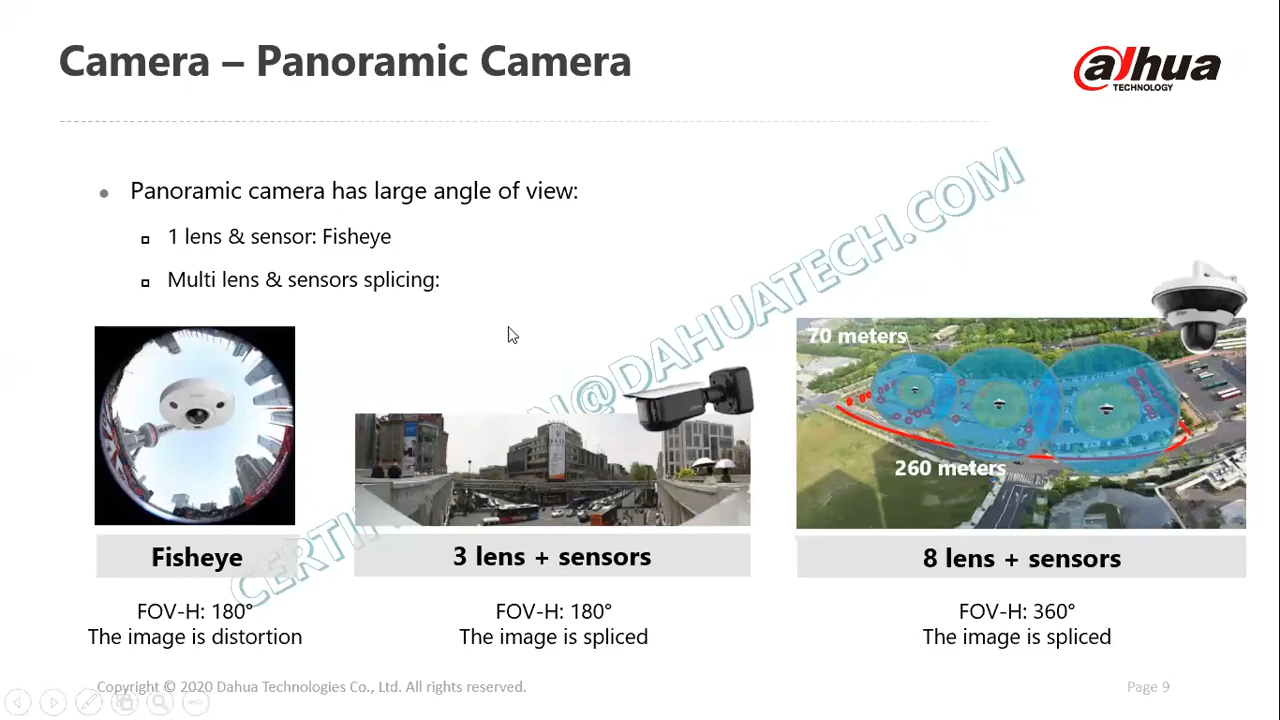 Camera – Panoramic Camera
alhua
TECHNOLOGY
Panoramic camera has large angle of view:
1 lens & sensor: Fisheye
Multi lens & sensors splicing:
70 meters
260 meters
Fisheye
3 lens + sensors
8 lens + sensors
FOV-H: 180°
The image is distortion
FOV-H: 180°
The image is spliced
FOV-H: 360°
The image is spliced
Copyright © 2020 Dahua Technologies Co., Ltd. All rights reserved.
Page 9
@DAHUATECH.COM